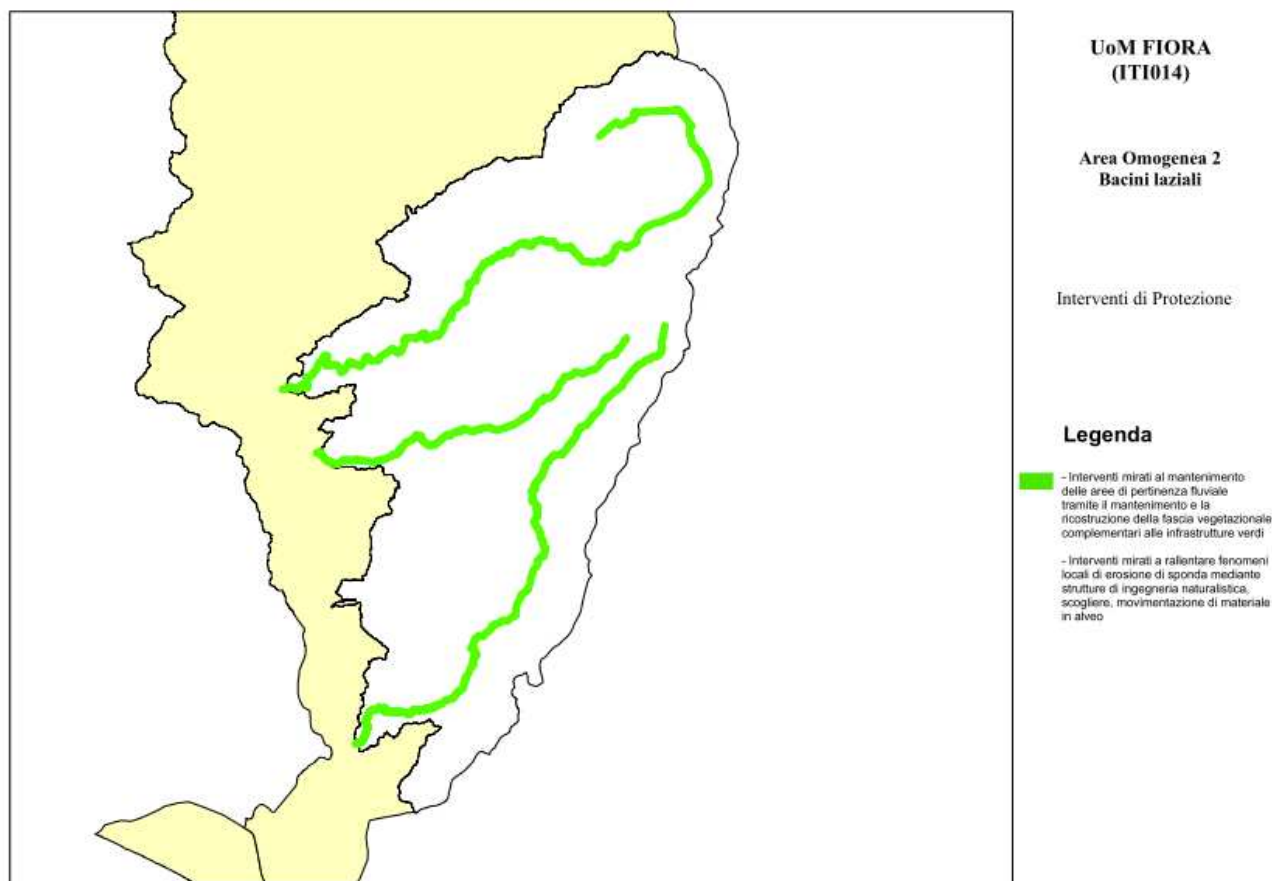 UoM FIORA
(ITI014)
Area Omogenea 2
Bacini laziali
Interventi di Protezione
Legenda
- Interventi mirati al mantenimento
delle aree di pertinenza fluviale
tramite il mantenimento e la
ricostruzione della fascia vegetazionale
complementari alle infrastrutture verdi
- Interventi mirati a rallentare fenomeni
locali di erosione di sponda mediante
strutture di ingegneria naturalistica,
scogliere, movimentazione di materiale
in alveo